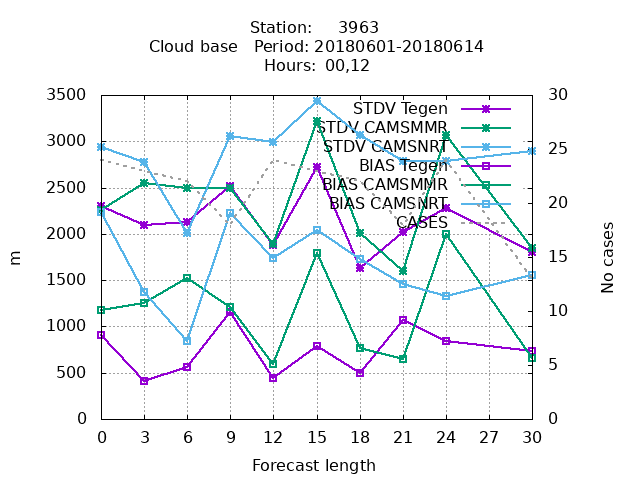 Station: 3963
Cloud base Period: 20180601-20180614
Hours: 00,12
3500
3000
2500
2000
1500
1000
500
0
m
30
25
20
15
10
5
0
No cases
STDV Tegen
STDV CAMSMMR
STDV CAMSNRT
BIAS Tegen
BIAS CAMSMMR
BIAS CAMSNRT
CASES
0 3 6 9 12 15 18 21 24 27 30
Forecast length